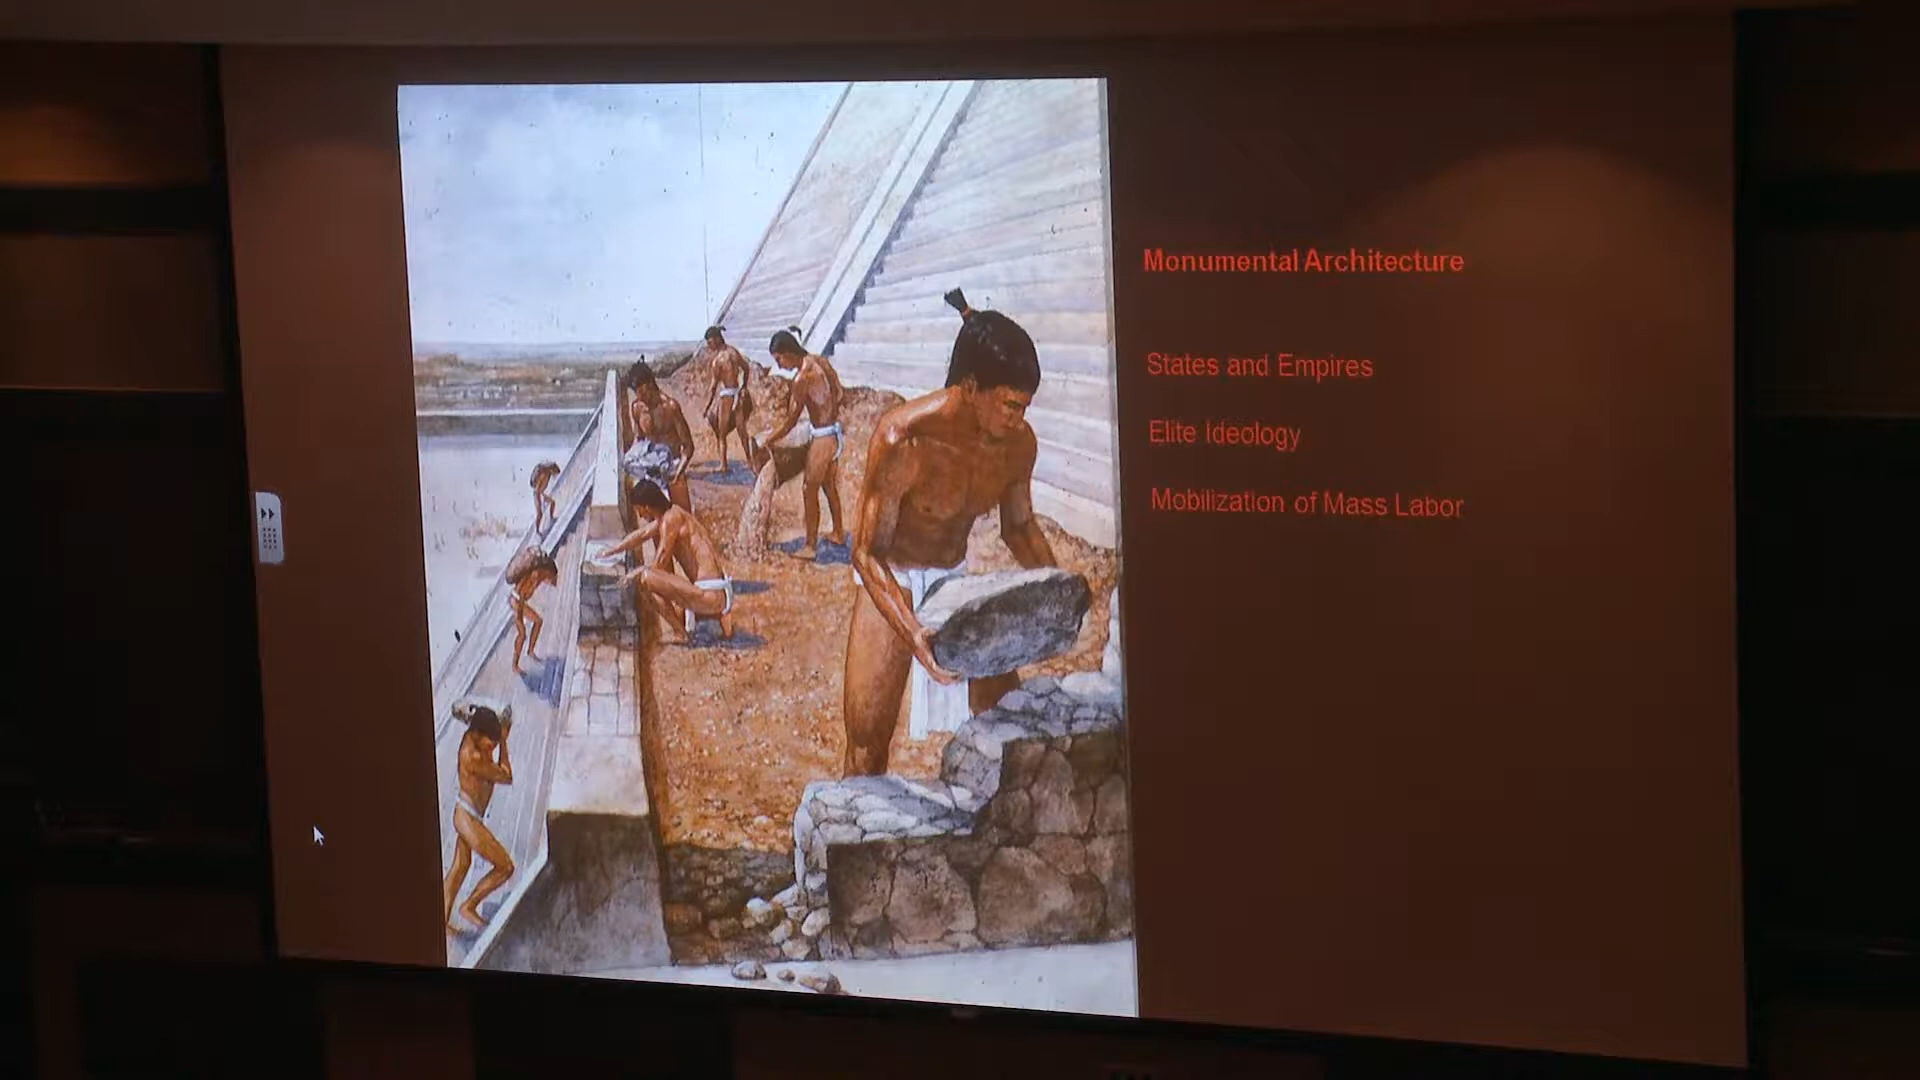 Monumental Architecture
States and Empires
Elite Ideology
Mobilization of Mass Labor